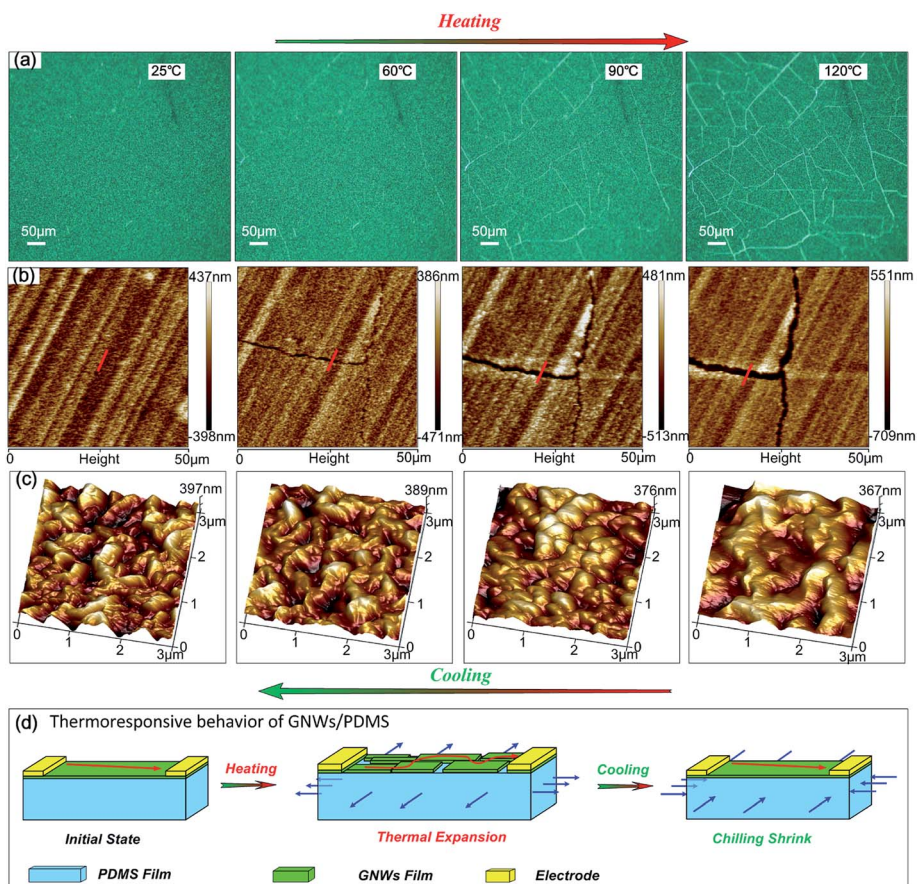 Heating
(a)
25℃
60℃
90℃
120℃
50μm
50μm
50μm
50μm
(b)
437nm
386nm
481nm
551nm
-398nm
-471nm
-513nm
-709nm
0 Height 50μm
0 Height 50μm
0 Height 50μm
0 Height 50μm
(c)
397nm
3μm
2
1
0
0
1
2
3μm
389nm
3μm
2
1
0
0
1
2
3μm
376nm
3μm
2
1
0
0
1
2
3μm
367nm
3μm
2
1
0
0
1
2
3μm
Cooling
(d) Thermoresponsive behavior of GNWs/PDMS
Heating
Cooling
Initial State
Thermal Expansion
Chilling Shrink
PDMS Film
GNWs Film
Electrode